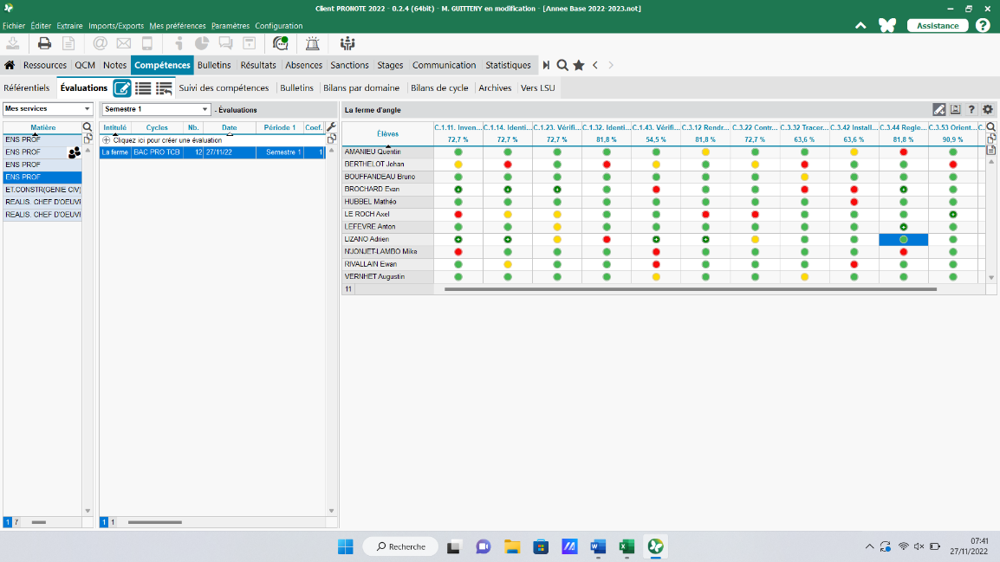 Client PRONOTE 2022 - 0.2.4 (64bit) - M. GUITTENY en modification - [Annee Base 2022-2023.not]
Fichier Éditer Extraire Imports/Exports Mes préférences Paramètres Configuration
Assistance ?
Ressources QCM Notes Compétences Bulletins Résultats Absences Sanctions Stages Communication Statistiques
Référentiels Évaluations Suivi des compétences Bulletins Bilans par domaine Bilans de cycle Archives Vers LSU
Mes services
Semestre 1 - Évaluations
La ferme d'angle
Matière
ENS PROF
ENS PROF
ENS PROF
ENS PROF
ET.CONSTR(GENIE CIV)
REALIS. CHEF D'OEUVI
REALIS. CHEF D'OEUVI
1 7
Intitulé Cycles Nb. Date Période 1 Coef.
Cliquez ici pour créer une évaluation
La ferme BAC PRO TCB 12 27/11/22 Semestre 1 1
1 1
Élèves C.1.11. Inven... C.1.14. Identi... C.1.23. Vérifi... C.1.32. Identi... C.1.43. Vérifi... C.3.12 Rendr... C.3.22 Contr... C.3.32 Tracer... C.3.42 Install... C.3.44 Regle... C.3.53 Orient... C.
72,7 % 72,7 % 72,7 % 81,8 % 54,5 % 81,8 % 72,7 % 63,6 % 63,6 % 81,8 % 90,9 %
AMANIEU Quentin
BERTHELOT Johan
BOUFFANDEAU Bruno
BROCHARD Evan
HUBBEL Mathéo
LE ROCH Axel
LEFEVRE Anton
LIZANO Adrien
N'JONJET-LAMBO Mike
RIVALLAIN Ewan
VERNHET Augustin
11
Recherche
07:41
27/11/2022